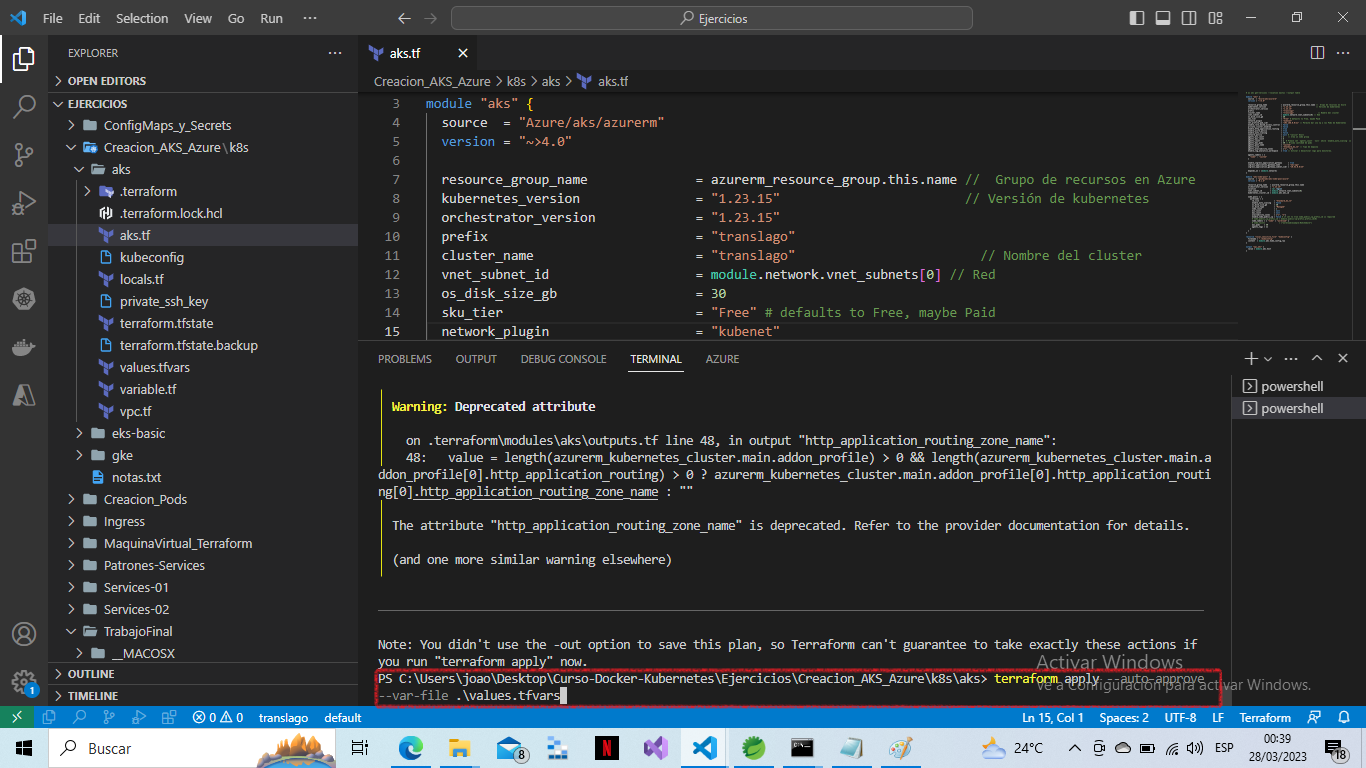 File Edit Selection View Go Run ···
Ejercicios
EXPLORER
OPEN EDITORS
EJERCICIOS
ConfigMaps_y_Secrets
Creacion_AKS_Azure\k8s
aks
.terraform
.terraform.lock.hcl
aks.tf
kubeconfig
locals.tf
private_ssh_key
terraform.tfstate
terraform.tfstate.backup
values.tfvars
variable.tf
vpc.tf
eks-basic
gke
notas.txt
Creacion_Pods
Ingress
MaquinaVirtual_Terraform
Patrones-Services
Services-01
Services-02
TrabajoFinal
__MACOSX
OUTLINE
TIMELINE
aks.tf
Creacion_AKS_Azure > k8s > aks > aks.tf
3 module "aks" {
4 source = "Azure/aks/azurerm"
5 version = "~>4.0"
6
7 resource_group_name = azurerm_resource_group.this.name // Grupo de recursos en Azure
8 kubernetes_version = "1.23.15" // Versión de kubernetes
9 orchestrator_version = "1.23.15"
10 prefix = "translago"
11 cluster_name = "translago" // Nombre del cluster
12 vnet_subnet_id = module.network.vnet_subnets[0] // Red
13 os_disk_size_gb = 30
14 sku_tier = "Free" # defaults to Free, maybe Paid
15 network_plugin = "kubenet"
PROBLEMS OUTPUT DEBUG CONSOLE TERMINAL AZURE
powershell
powershell
Warning: Deprecated attribute
on .terraform\modules\aks\outputs.tf line 48, in output "http_application_routing_zone_name":
48: value = length(azurerm_kubernetes_cluster.main.addon_profile) > 0 && length(azurerm_kubernetes_cluster.main.a
ddon_profile[0].http_application_routing) > 0 ? azurerm_kubernetes_cluster.main.addon_profile[0].http_application_routi
ng[0].http_application_routing_zone_name : ""
The attribute "http_application_routing_zone_name" is deprecated. Refer to the provider documentation for details.
(and one more similar warning elsewhere)
Note: You didn't use the -out option to save this plan, so Terraform can't guarantee to take exactly these actions if
you run "terraform apply" now.
PS C:\Users\joao\Desktop\Curso-Docker-Kubernetes\Ejercicios\Creacion_AKS_Azure\k8s\aks> terraform apply --auto-approve
--var-file .\values.tfvars
Activar Windows
Ve a Configuración para activar Windows.
1
0 0 translago default
Ln 15, Col 1 Spaces: 2 UTF-8 LF Terraform
Buscar
8
N
24°C
ESP
00:39
28/03/2023
18